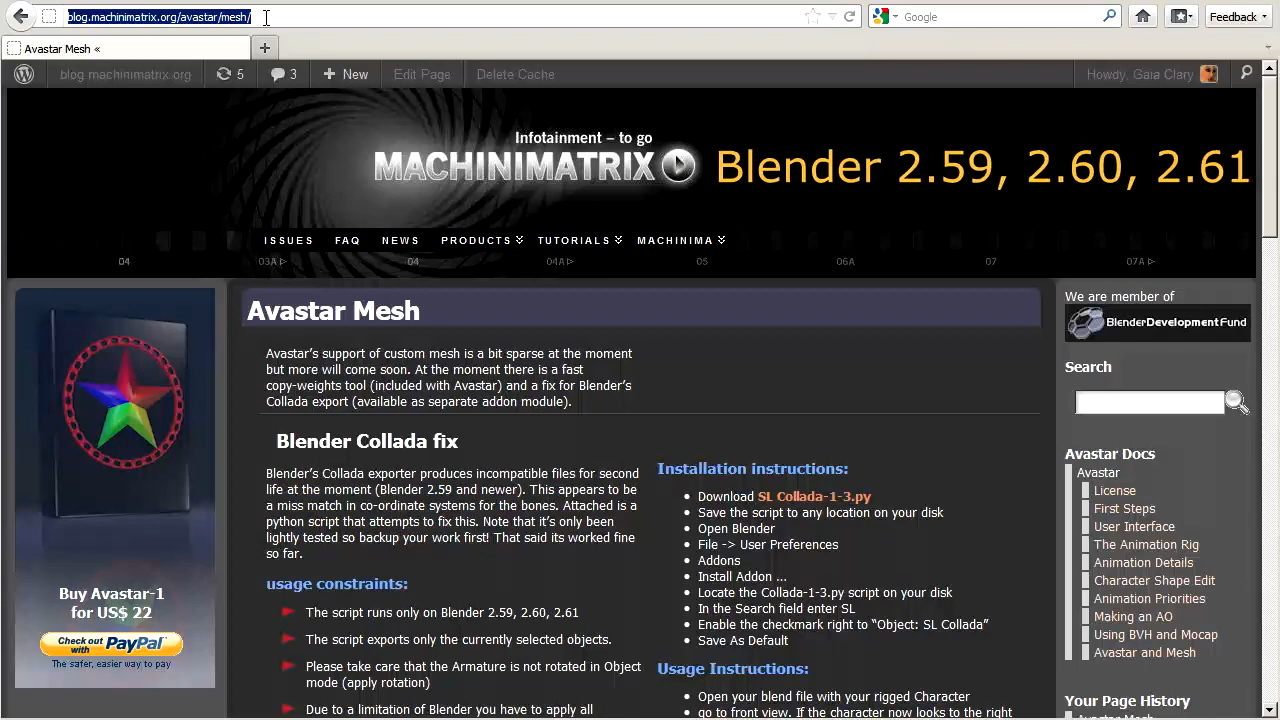 blog.machinimatrix.org/avastar/mesh/
Google
Feedback
Avastar Mesh «
blog machinimatrix.org
5
3
New
Edit Page
Delete Cache
Howdy, Gaia Clary
Infotainment – to go
MACHINIMATRIX
Blender 2.59, 2.60, 2.61
ISSUES
FAQ
NEWS
PRODUCTS
TUTORIALS
MACHINIMA
04
03A
04
04A
05
06A
07
07A
Avastar Mesh
Avastar's support of custom mesh is a bit sparse at the moment
but more will come soon. At the moment there is a fast
copy-weights tool (included with Avastar) and a fix for Blender's
Collada export (available as separate addon module).
Blender Collada fix
Blender's Collada exporter produces incompatible files for second
life at the moment (Blender 2.59 and newer). This appears to be
a miss match in co-ordinate systems for the bones. Attached is a
python script that attempts to fix this. Note that it's only been
lightly tested so backup your work first! That said its worked fine
so far.
usage constraints:
The script runs only on Blender 2.59, 2.60, 2.61
The script exports only the currently selected objects.
Please take care that the Armature is not rotated in Object
mode (apply rotation)
Due to a limitation of Blender you have to apply all
Installation instructions:
Download SL Collada-1-3.py
Save the script to any location on your disk
Open Blender
File -> User Preferences
Addons
Install Addon ...
Locate the Collada-1-3.py script on your disk
In the Search field enter SL
Enable the checkmark right to “Object: SL Collada”
Save As Default
Usage Instructions:
Open your blend file with your rigged Character
go to front view. If the character now looks to the right
Buy Avastar-1
for US$ 22
Check out
with PayPal
The safer, easier way to pay
We are member of
BlenderDevelopmentFund
Search
Avastar Docs
Avastar
License
First Steps
User Interface
The Animation Rig
Animation Details
Character Shape Edit
Animation Priorities
Making an AO
Using BVH and Mocap
Avastar and Mesh
Your Page History
Avastar Mesh